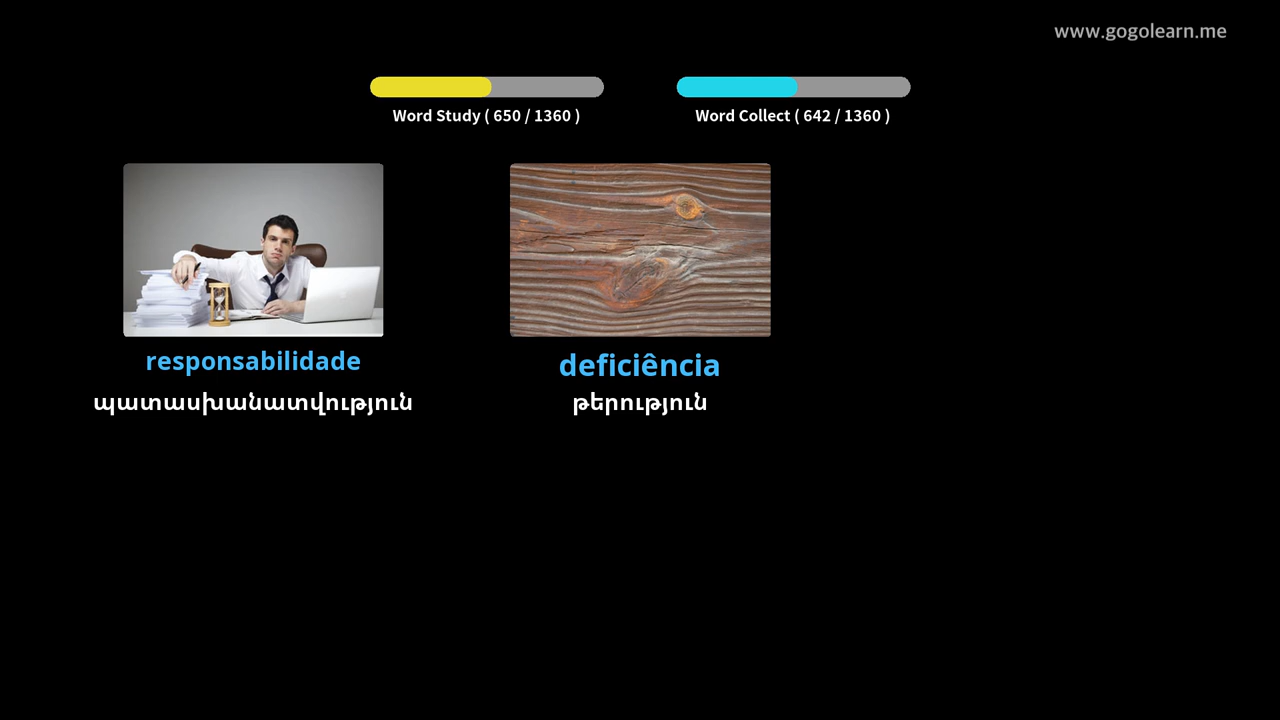 www.gogolearn.me
Word Study ( 650 / 1360 )
Word Collect ( 642 / 1360 )
responsabilidade
պատասխանատվություն
deficiência
թերություն